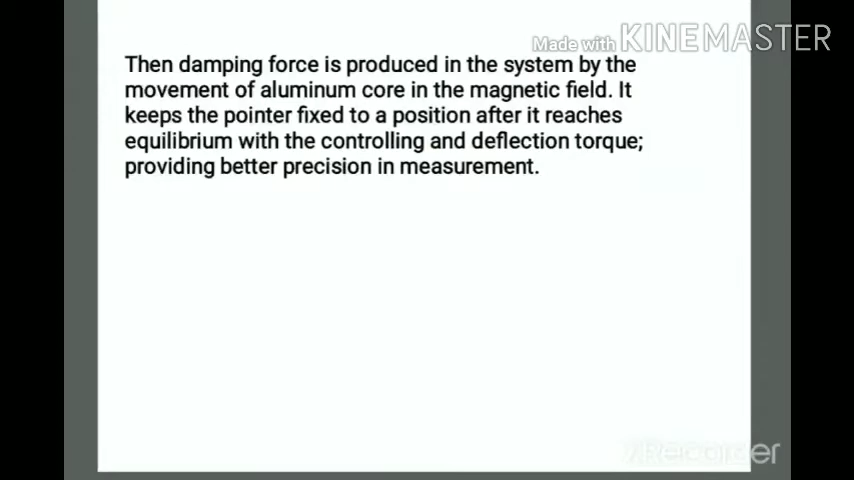 Made with KINEMASTER
Then damping force is produced in the system by the
movement of aluminum core in the magnetic field. It
keeps the pointer fixed to a position after it reaches
equilibrium with the controlling and deflection torque;
providing better precision in measurement.
Recorder